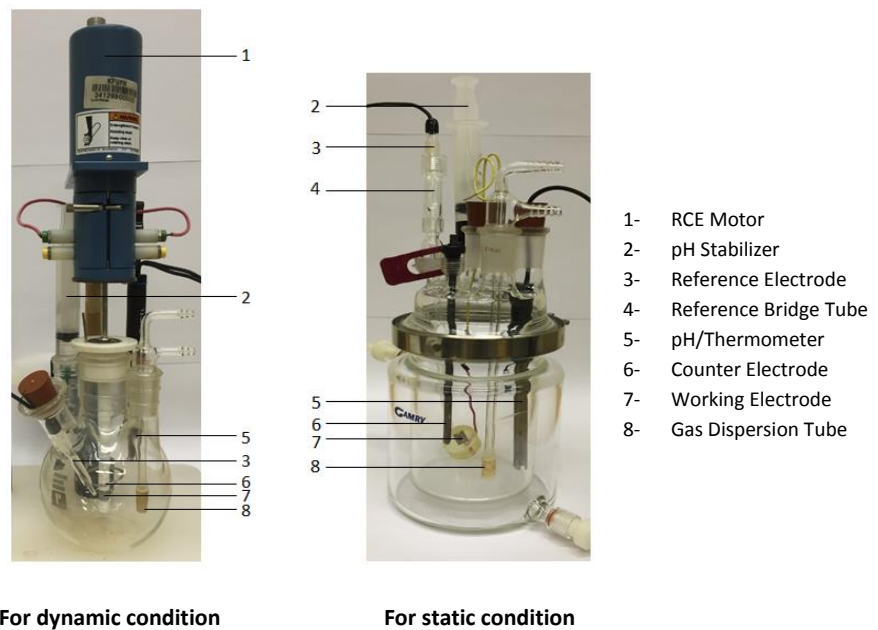 1
2
5
3
6
7
8
2
3
4
5
6
7
8
GAMRY
1- RCE Motor
2- pH Stabilizer
3- Reference Electrode
4- Reference Bridge Tube
5- pH/Thermometer
6- Counter Electrode
7- Working Electrode
8- Gas Dispersion Tube
For dynamic condition
For static condition